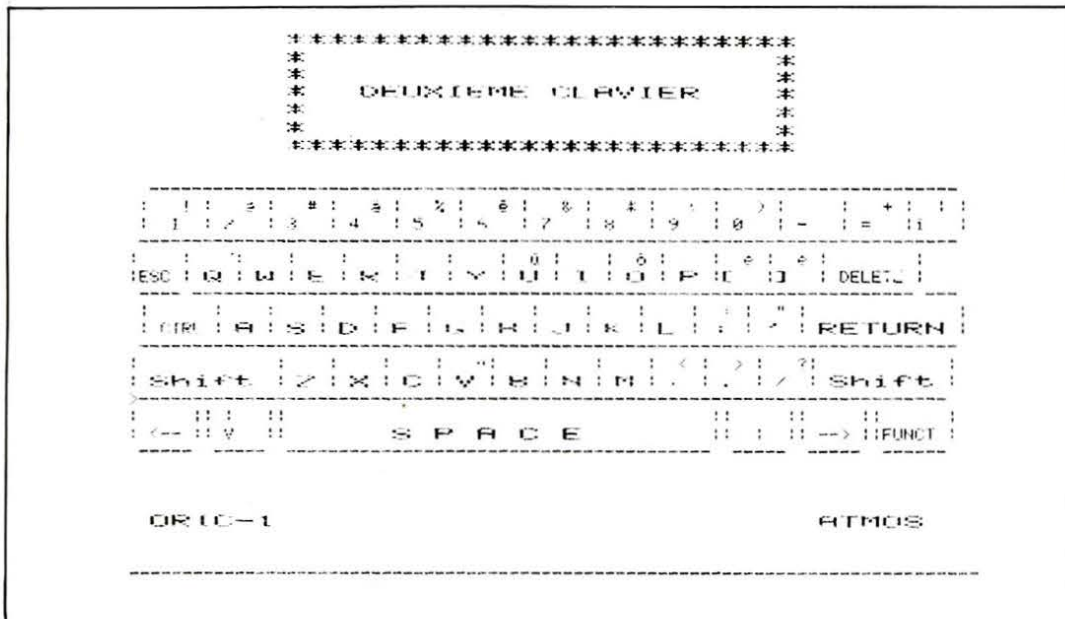 ************************
DEUXIEME CLAVIER
************************
! # % & * ( ) +
1 2 3 4 5 6 7 8 9 0 - =
ESC Q W E R T Y U I O P [ ] DELETE
CTRL A S D F G H J K L ; " RETURN
Shift Z X C V B N M , < . > / ? Shift
<-- V S P A C E --> FUNCT
ORIC-1 ATMOS